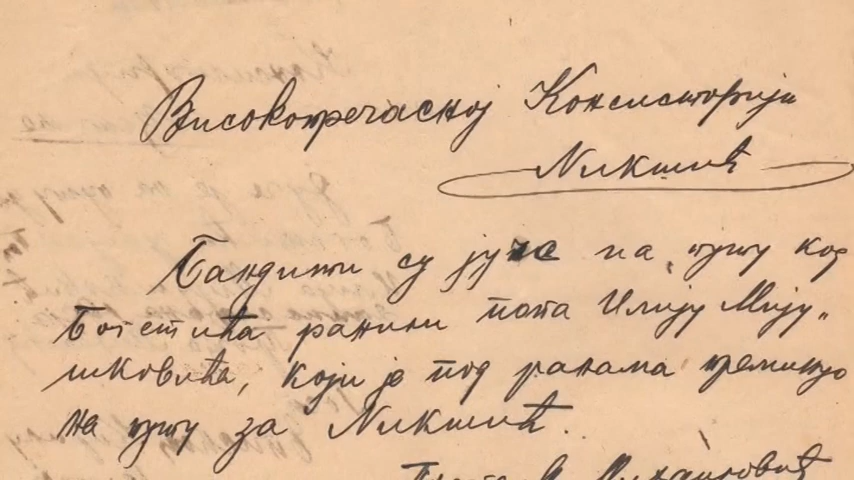 Високопречасној Конзисторији
Никшић
Бандити су јуче на путу код
Богетића ранили попа Илију Мију„
шковића, који је под ранама преминуо
на путу за Никшић.
Михаиловић